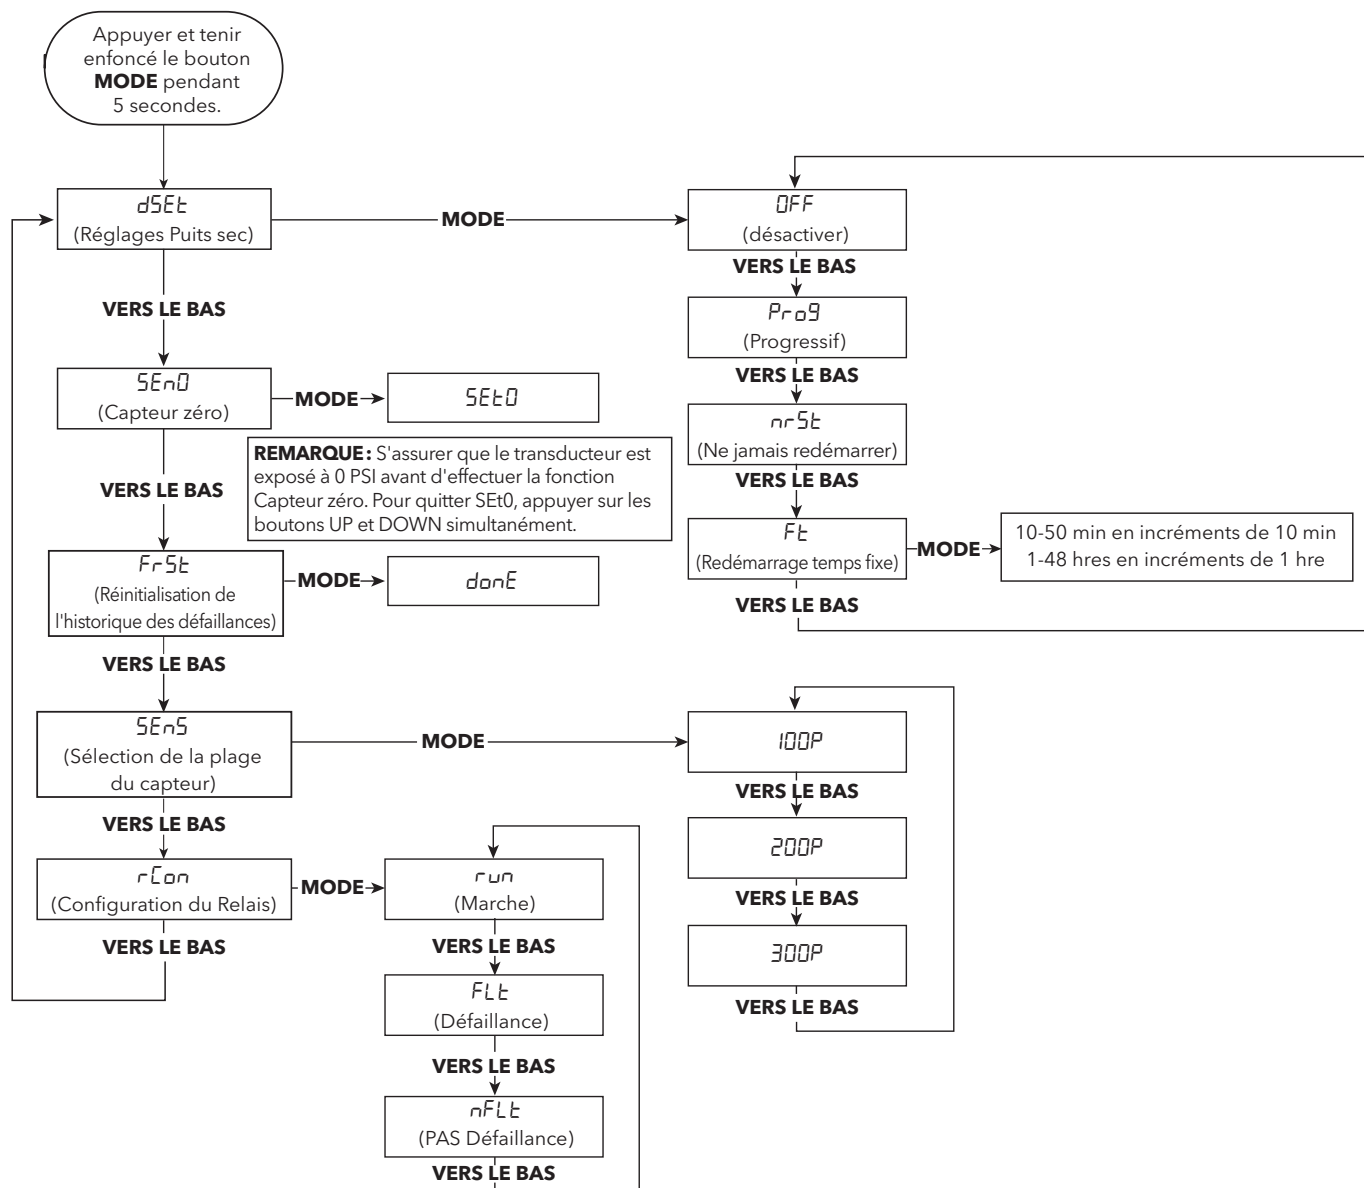 Appuyer et tenir
enfoncé le bouton
MODE pendant
5 secondes.
dSEt
(Réglages Puits sec)
MODE
OFF
(désactiver)
VERS LE BAS
VERS LE BAS
Prog
(Progressif)
VERS LE BAS
SEn0
(Capteur zéro)
MODE
SEt0
nrSt
(Ne jamais redémarrer)
VERS LE BAS
REMARQUE : S'assurer que le transducteur est
exposé à 0 PSI avant d'effectuer la fonction
Capteur zéro. Pour quitter SEt0, appuyer sur les
boutons UP et DOWN simultanément.
VERS LE BAS
Ft
(Redémarrage temps fixe)
MODE
10-50 min en incréments de 10 min
1-48 hres en incréments de 1 hre
VERS LE BAS
FrSt
(Réinitialisation de
l'historique des défaillances)
MODE
donE
VERS LE BAS
SEnS
(Sélection de la plage
du capteur)
MODE
100P
VERS LE BAS
200P
VERS LE BAS
300P
VERS LE BAS
VERS LE BAS
rCon
(Configuration du Relais)
VERS LE BAS
MODE
run
(Marche)
VERS LE BAS
FLt
(Défaillance)
VERS LE BAS
nFLt
(PAS Défaillance)
VERS LE BAS